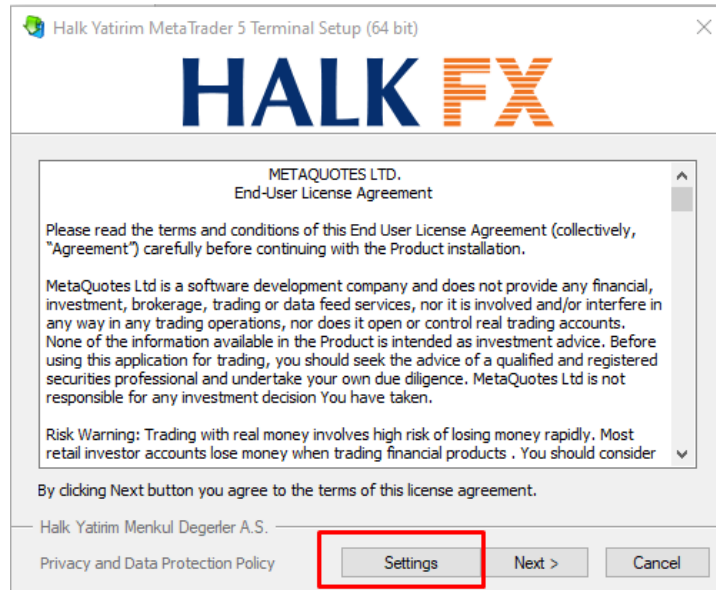 Halk Yatirim MetaTrader 5 Terminal Setup (64 bit)
HALK FX
METAQUOTES LTD.
End-User License Agreement
Please read the terms and conditions of this End User License Agreement (collectively,
“Agreement”) carefully before continuing with the Product installation.
MetaQuotes Ltd is a software development company and does not provide any financial,
investment, brokerage, trading or data feed services, nor it is involved and/or interfere in
any way in any trading operations, nor does it open or control real trading accounts.
None of the information available in the Product is intended as investment advice. Before
using this application for trading, you should seek the advice of a qualified and registered
securities professional and undertake your own due diligence. MetaQuotes Ltd is not
responsible for any investment decision You have taken.
Risk Warning: Trading with real money involves high risk of losing money rapidly. Most
retail investor accounts lose money when trading financial products . You should consider
By clicking Next button you agree to the terms of this license agreement.
Halk Yatirim Menkul Degerler A.S.
Privacy and Data Protection Policy
Settings
Next >
Cancel